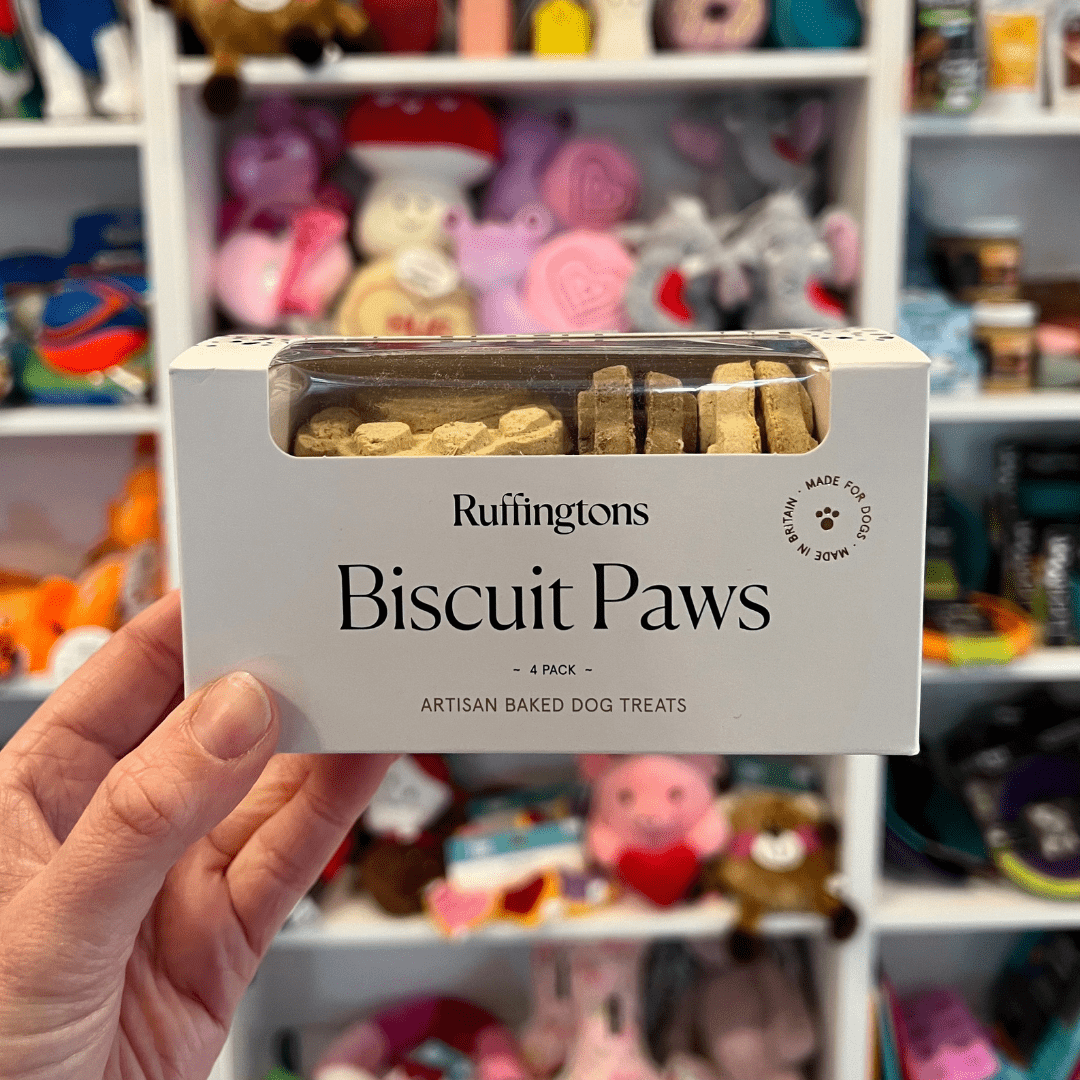 Ruffingtons
MADE FOR DOGS · MADE IN BRITAIN ·
Biscuit Paws
~ 4 PACK ~
ARTISAN BAKED DOG TREATS